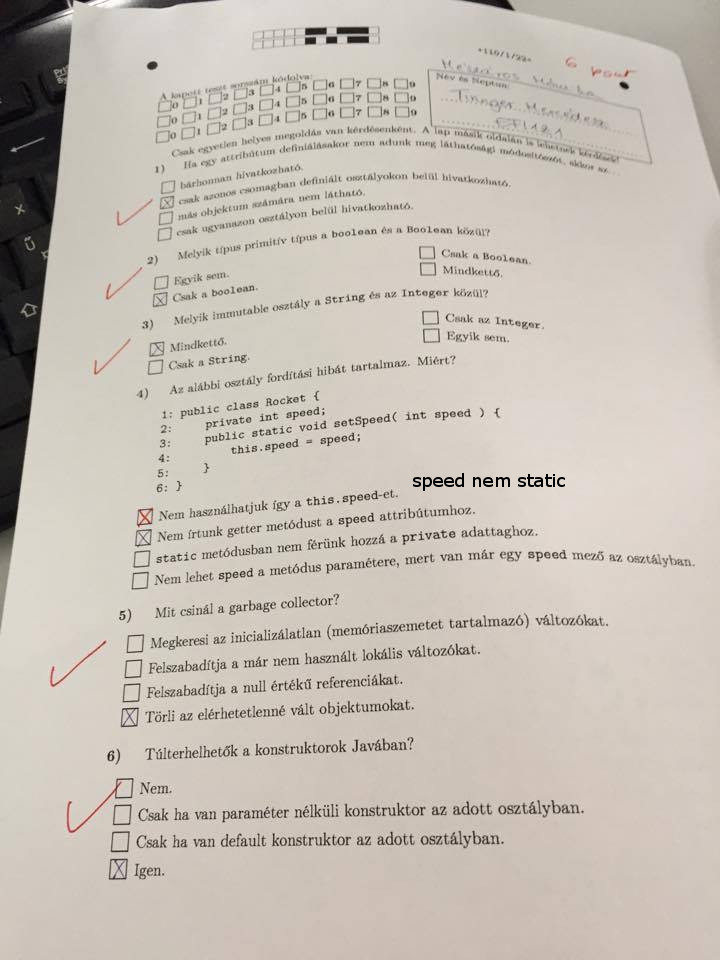 *110/1/22*
6 pont
A kapott teszt sorszám kódolva:
0 1 2 3 4 5 6 7 8 9
0 1 2 3 4 5 6 7 8 9
0 1 2 3 4 5 6 7 8 9
Név és Neptun:
Csak egyetlen helyes megoldás van kérdésenként. A lap másik oldalán is lehetnek kérdések!
1) Ha egy attribútum definiálásakor nem adunk meg láthatósági módosítószót, akkor az...
bárhonnan hivatkozható.
csak azonos csomagban definiált osztályokon belül hivatkozható.
más objektum számára nem látható.
csak ugyanazon osztályon belül hivatkozható.
2) Melyik típus primitív típus a boolean és a Boolean közül?
Egyik sem.
Csak a boolean.
Csak a Boolean.
Mindkettő.
3) Melyik immutable osztály a String és az Integer közül?
Mindkettő.
Csak a String.
Csak az Integer.
Egyik sem.
4) Az alábbi osztály fordítási hibát tartalmaz. Miért?
1: public class Rocket {
2: private int speed;
3: public static void setSpeed( int speed ) {
4: this.speed = speed;
5: }
6: }
speed nem static
Nem használhatjuk így a this.speed-et.
Nem írtunk getter metódust a speed attribútumhoz.
static metódusban nem férünk hozzá a private adattaghoz.
Nem lehet speed a metódus paramétere, mert van már egy speed mező az osztályban.
5) Mit csinál a garbage collector?
Megkeresi az inicializálatlan (memóriaszemetet tartalmazó) változókat.
Felszabadítja a már nem használt lokális változókat.
Felszabadítja a null értékű referenciákat.
Törli az elérhetetlenné vált objektumokat.
6) Túlterhelhetők a konstruktorok Javában?
Nem.
Csak ha van paraméter nélküli konstruktor az adott osztályban.
Csak ha van default konstruktor az adott osztályban.
Igen.